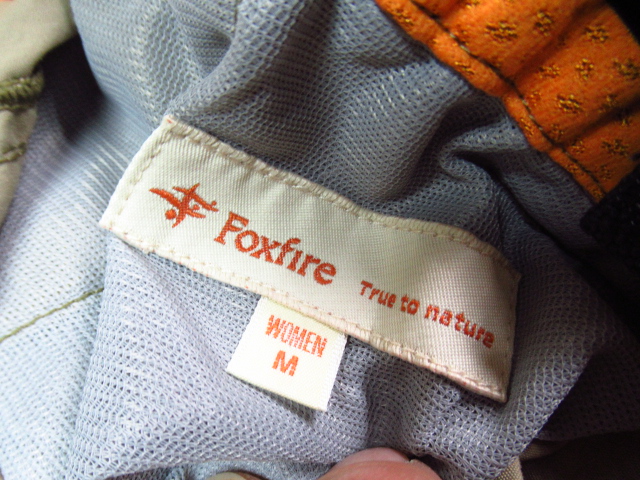 Foxfire True to nature
WOMEN
M